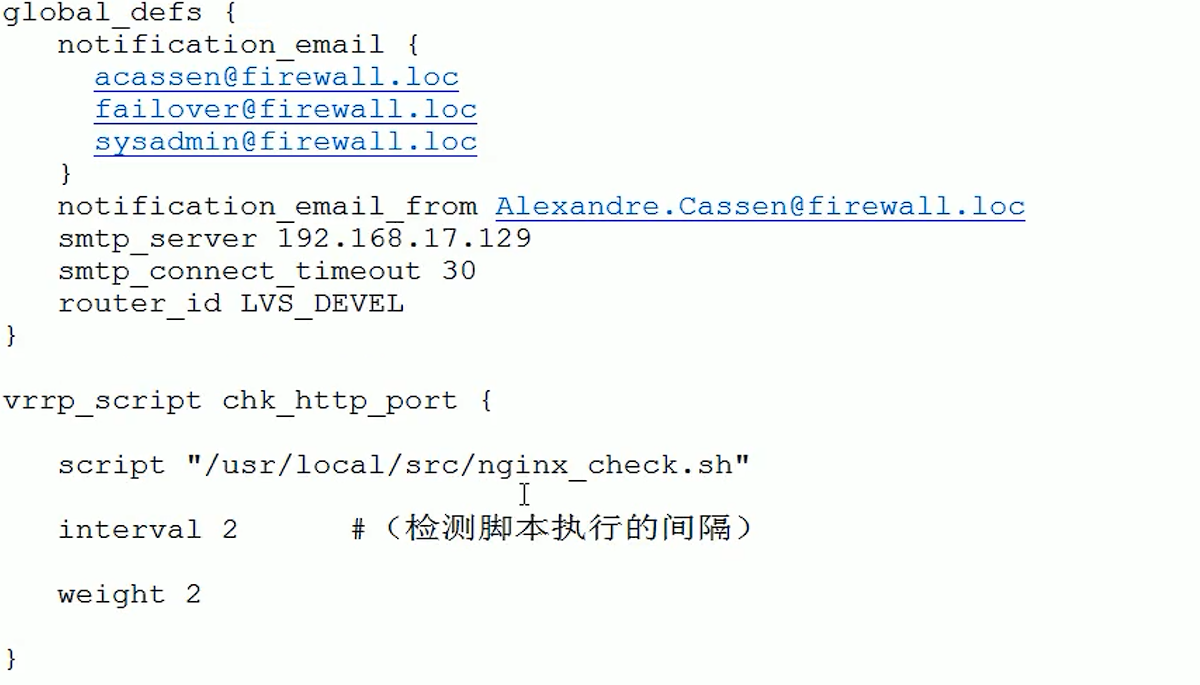 global_defs {
notification_email {
acassen@firewall.loc
failover@firewall.loc
sysadmin@firewall.loc
}
notification_email_from Alexandre.Cassen@firewall.loc
smtp_server 192.168.17.129
smtp_connect_timeout 30
router_id LVS_DEVEL
}
vrrp_script chk_http_port {
script "/usr/local/src/nginx_check.sh"
interval 2 #（检测脚本执行的间隔）
weight 2
}